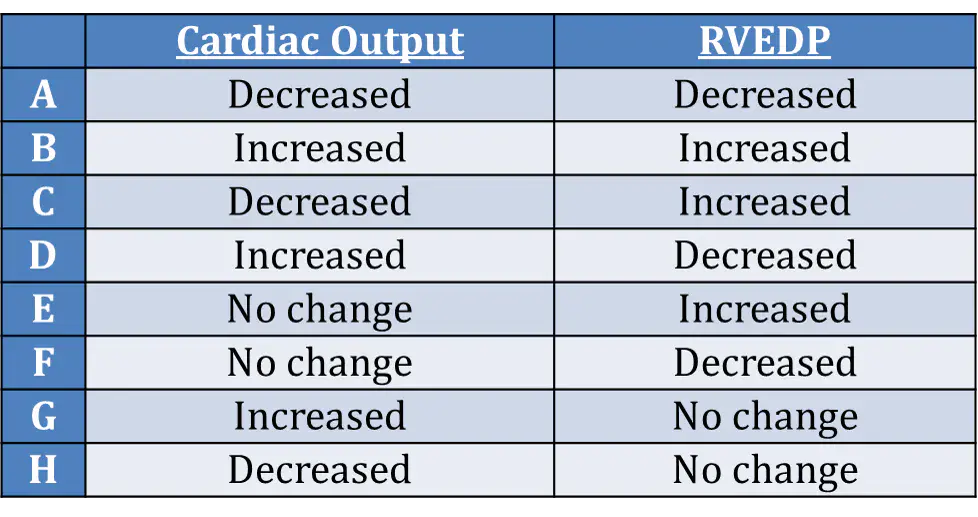 Cardiac Output RVEDP
A Decreased Decreased
B Increased Increased
C Decreased Increased
D Increased Decreased
E No change Increased
F No change Decreased
G Increased No change
H Decreased No change